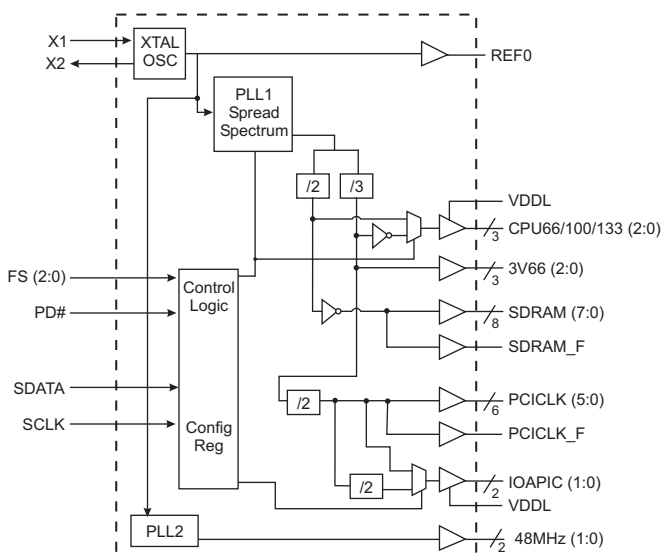 X1
X2
XTAL
OSC
REF0
PLL1
Spread
Spectrum
/2
/3
VDDL
3
CPU66/100/133 (2:0)
3
3V66 (2:0)
FS (2:0)
Control
Logic
PD#
8
SDRAM (7:0)
SDRAM_F
SDATA
/2
6
PCICLK (5:0)
SCLK
Config
Reg
PCICLK_F
/2
2
IOAPIC (1:0)
VDDL
PLL2
2
48MHz (1:0)